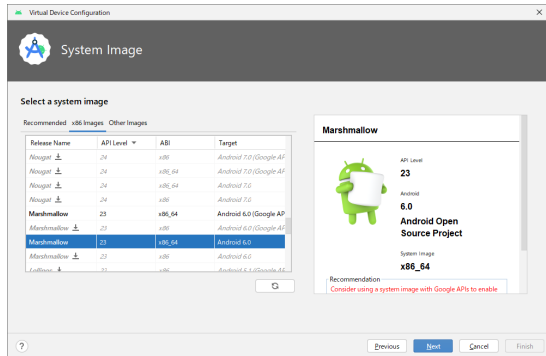 Virtual Device Configuration
System Image
Select a system image
Recommended x86 Images Other Images
Release Name API Level ABI Target
Nougat 24 x86 Android 7.0 (Google AP
Nougat 24 x86_64 Android 7.0 (Google AP
Nougat 24 x86_64 Android 7.0
Nougat 24 x86 Android 7.0
Marshmallow 23 x86_64 Android 6.0 (Google AP
Marshmallow 23 x86 Android 6.0 (Google AP
Marshmallow 23 x86_64 Android 6.0
Marshmallow 23 x86 Android 6.0
Marshmallow
API Level
23
Android
6.0
Android Open
Source Project
System Image
x86_64
Recommendation
Consider using a system image with Google APIs to enable
? Previous Next Cancel Finish